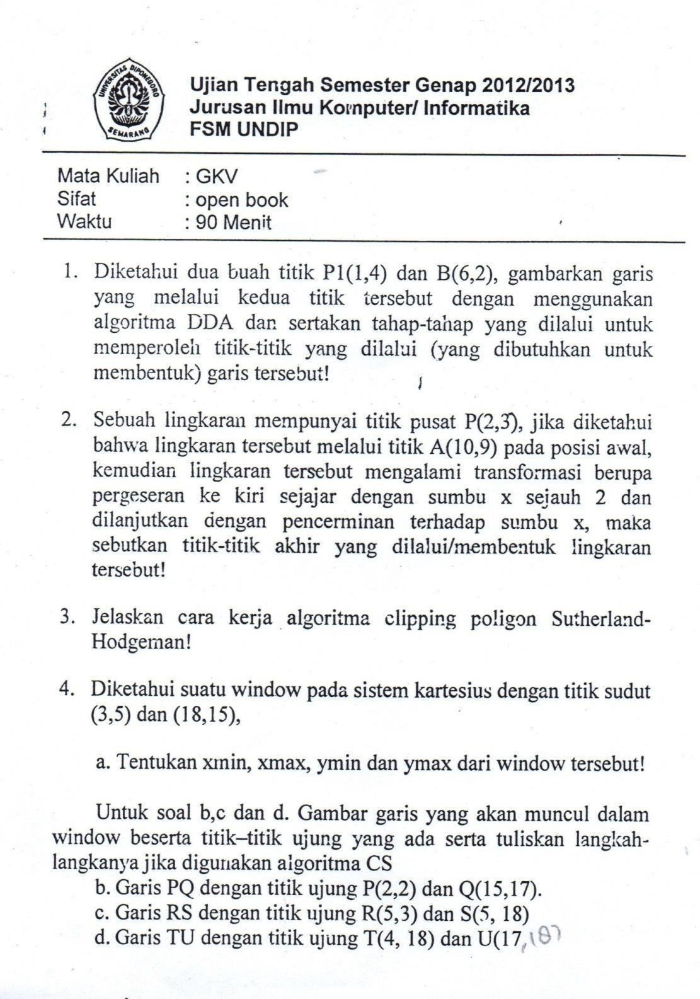 UNIVERSITAS DIPONEGORO
SEMARANG
Ujian Tengah Semester Genap 2012/2013
Jurusan Ilmu Komputer/ Informatika
FSM UNDIP
Mata Kuliah : GKV
Sifat : open book
Waktu : 90 Menit
1. Diketahui dua buah titik P1(1,4) dan B(6,2), gambarkan garis
yang melalui kedua titik tersebut dengan menggunakan
algoritma DDA dan sertakan tahap-tahap yang dilalui untuk
memperoleh titik-titik yang dilalui (yang dibutuhkan untuk
membentuk) garis tersebut!
2. Sebuah lingkaran mempunyai titik pusat P(2,3), jika diketahui
bahwa lingkaran tersebut melalui titik A(10,9) pada posisi awal,
kemudian lingkaran tersebut mengalami transformasi berupa
pergeseran ke kiri sejajar dengan sumbu x sejauh 2 dan
dilanjutkan dengan pencerminan terhadap sumbu x, maka
sebutkan titik-titik akhir yang dilalui/membentuk lingkaran
tersebut!
3. Jelaskan cara kerja algoritma clipping poligon Sutherland-
Hodgeman!
4. Diketahui suatu window pada sistem kartesius dengan titik sudut
(3,5) dan (18,15),
a. Tentukan xmin, xmax, ymin dan ymax dari window tersebut!
Untuk soal b,c dan d. Gambar garis yang akan muncul dalam
window beserta titik–titik ujung yang ada serta tuliskan langkah-
langkanya jika digunakan algoritma CS
b. Garis PQ dengan titik ujung P(2,2) dan Q(15,17).
c. Garis RS dengan titik ujung R(5,3) dan S(5, 18)
d. Garis TU dengan titik ujung T(4, 18) dan U(17,18)